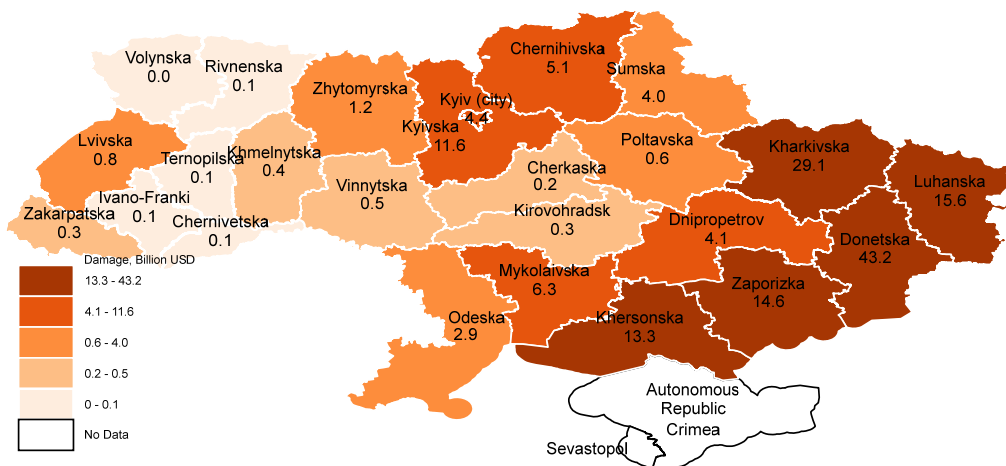 Volynska
0.0
Rivnenska
0.1
Zhytomyrska
1.2
Chernihivska
5.1
Sumska
4.0
Kyiv (city)
4.4
Kyivska
11.6
Lvivska
0.8
Ternopilska
0.1
Khmelnytska
0.4
Vinnytska
0.5
Cherkaska
0.2
Poltavska
0.6
Kharkivska
29.1
Luhanska
15.6
Zakarpatska
0.3
Ivano-Franki
0.1
Chernivetska
0.1
Kirovohradsk
0.3
Dnipropetrov
4.1
Donetska
43.2
Mykolaivska
6.3
Zaporizka
14.6
Odeska
2.9
Khersonska
13.3
Autonomous
Republic
Crimea
Sevastopol
Damage, Billion USD
13.3 - 43.2
4.1 - 11.6
0.6 - 4.0
0.2 - 0.5
0 - 0.1
No Data